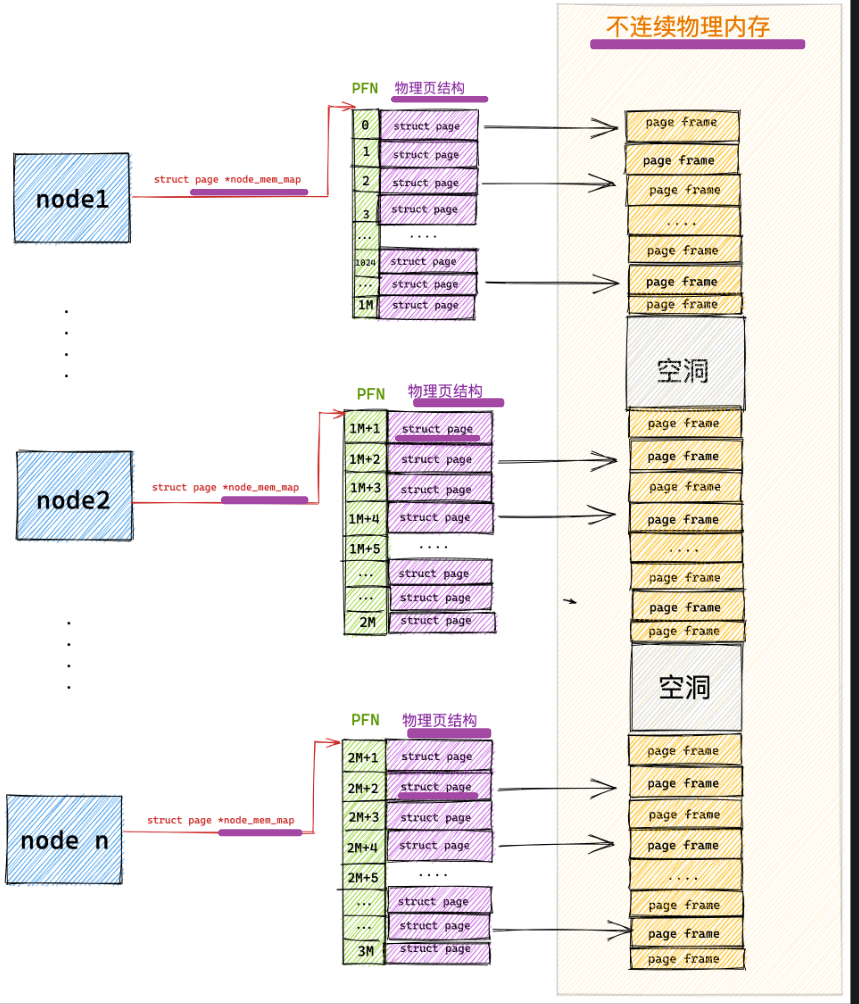 不连续物理内存
PFN 物理页结构
0 struct page
page frame
1 struct page
page frame
node1
struct page *node_mem_map
2 struct page
page frame
3 struct page
....
... ....
page frame
1024 struct page
... struct page
page frame
1M struct page
page frame
空洞
PFN 物理页结构
1M+1 struct page
page frame
1M+2 struct page
page frame
node2
struct page *node_mem_map
1M+3 struct page
page frame
1M+4 struct page
page frame
1M+5 ....
....
... struct page
page frame
... struct page
page frame
2M struct page
page frame
空洞
PFN 物理页结构
2M+1 struct page
page frame
2M+2 struct page
page frame
node n
struct page *node_mem_map
2M+3 struct page
page frame
2M+4 struct page
page frame
2M+5 ....
....
... struct page
page frame
... struct page
page frame
3M struct page
page frame